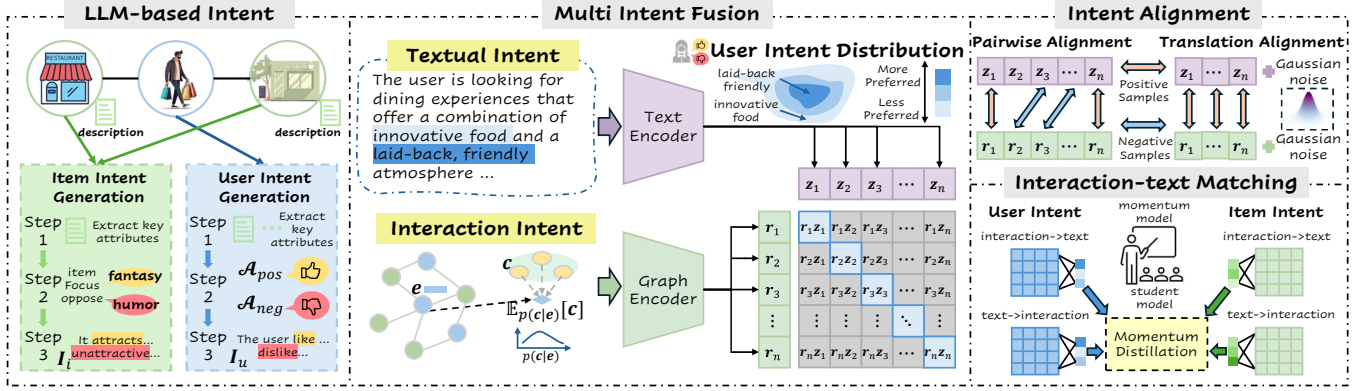 LLM-based Intent
RESTAURANT
description
description
Item Intent
Generation
Step
1
Extract key
attributes
Step
2
item
Focus
oppose
fantasy
humor
Step
3
I_i
It attracts...
unattractive...
User Intent
Generation
Step
1
... Extract
key
attributes
Step
2
A_pos
A_neg
Step
3
I_u
The user like ...
dislike...
Multi Intent Fusion
Textual Intent
The user is looking for
dining experiences that
offer a combination of
innovative food and a
laid-back, friendly
atmosphere ...
Text
Encoder
User Intent Distribution
laid-back
friendly
innovative
food
More
Preferred
Less
Preferred
z_1 z_2 z_3 ... z_n
Interaction Intent
e
c
E_p(c|e)[c]
p(c|e)
Graph
Encoder
r_1 r_1z_1 r_1z_2 r_1z_3 ... r_1z_n
r_2 r_2z_1 r_2z_2 r_2z_3 ... r_2z_n
r_3 r_3z_1 r_3z_2 r_3z_3 ... r_3z_n
⋮ ⋮ ⋮ ⋮ ⋱ ⋮
r_n r_nz_1 r_nz_2 r_nz_3 ... r_nz_n
Intent Alignment
Pairwise Alignment
Translation Alignment
z_1 z_2 z_3 ... z_n
z_1 ... z_n
Gaussian
noise
Positive
Samples
Negative
Samples
r_1 r_2 r_3 ... r_n
r_1 ... r_n
Gaussian
noise
Interaction-text Matching
User Intent
momentum
model
Item Intent
interaction->text
interaction->text
student model
text->interaction
text->interaction
Momentum
Distillation